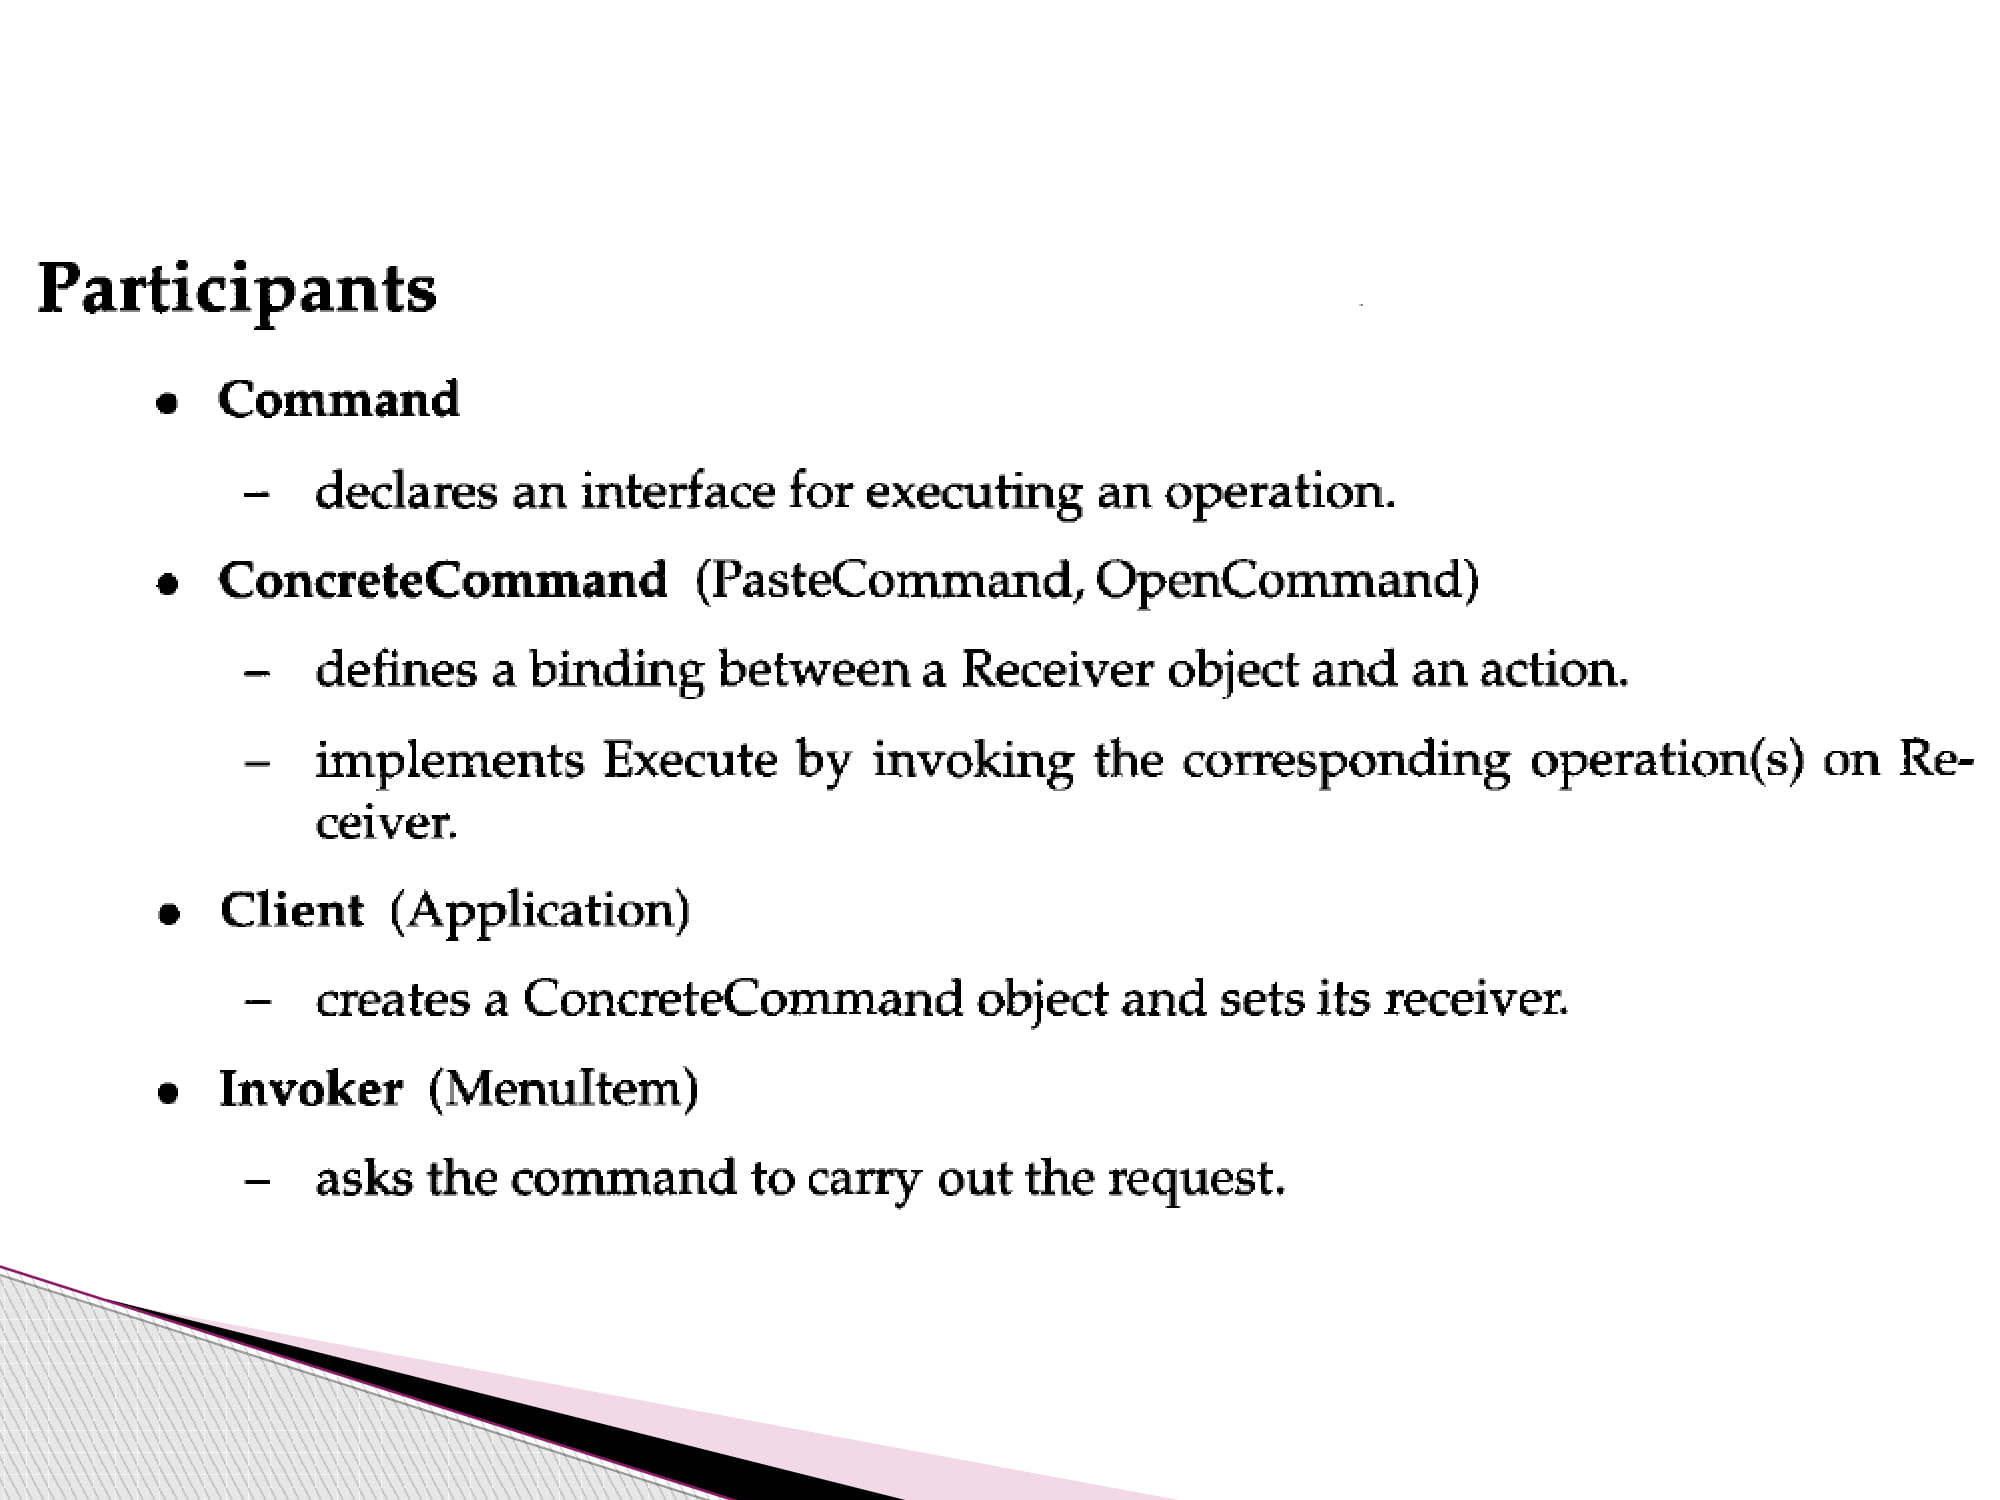 Participants
• Command
– declares an interface for executing an operation.
• ConcreteCommand (PasteCommand, OpenCommand)
– defines a binding between a Receiver object and an action.
– implements Execute by invoking the corresponding operation(s) on Re-
ceiver.
• Client (Application)
– creates a ConcreteCommand object and sets its receiver.
• Invoker (MenuItem)
– asks the command to carry out the request.